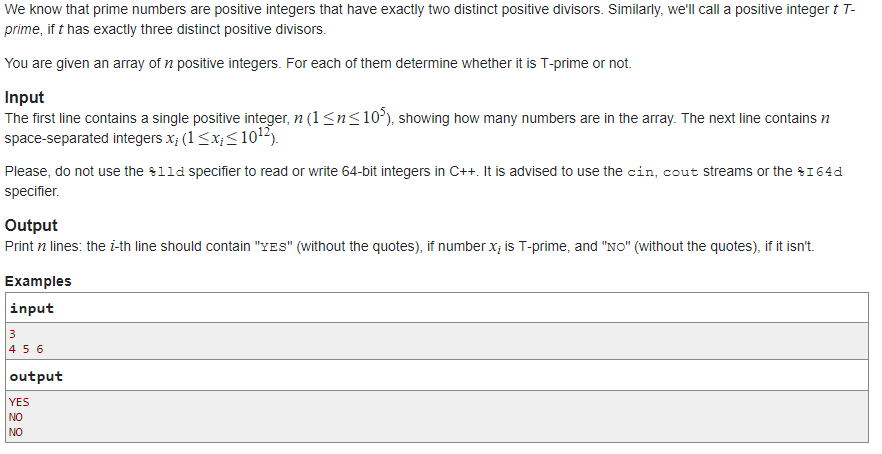 We know that prime numbers are positive integers that have exactly two distinct positive divisors. Similarly, we'll call a positive integer t T-
prime, if t has exactly three distinct positive divisors.
You are given an array of n positive integers. For each of them determine whether it is T-prime or not.
Input
The first line contains a single positive integer, n (1 ≤ n ≤ 10⁵), showing how many numbers are in the array. The next line contains n
space-separated integers xᵢ (1 ≤ xᵢ ≤ 10¹²).
Please, do not use the %lld specifier to read or write 64-bit integers in С++. It is advised to use the cin, cout streams or the %I64d
specifier.
Output
Print n lines: the i-th line should contain "YES" (without the quotes), if number xᵢ is T-prime, and "NO" (without the quotes), if it isn't.
Examples
input
3
4 5 6
output
YES
NO
NO